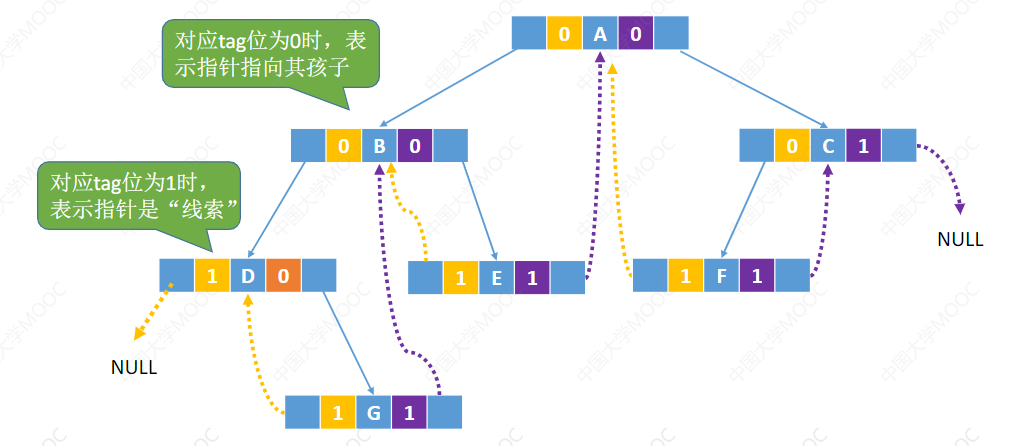 0 A 0
对应tag位为0时，表
示指针指向其孩子
0 B 0
0 C 1
对应tag位为1时，
表示指针是“线索”
NULL
1 D 0
1 E 1
1 F 1
NULL
1 G 1
中国大学MOOC